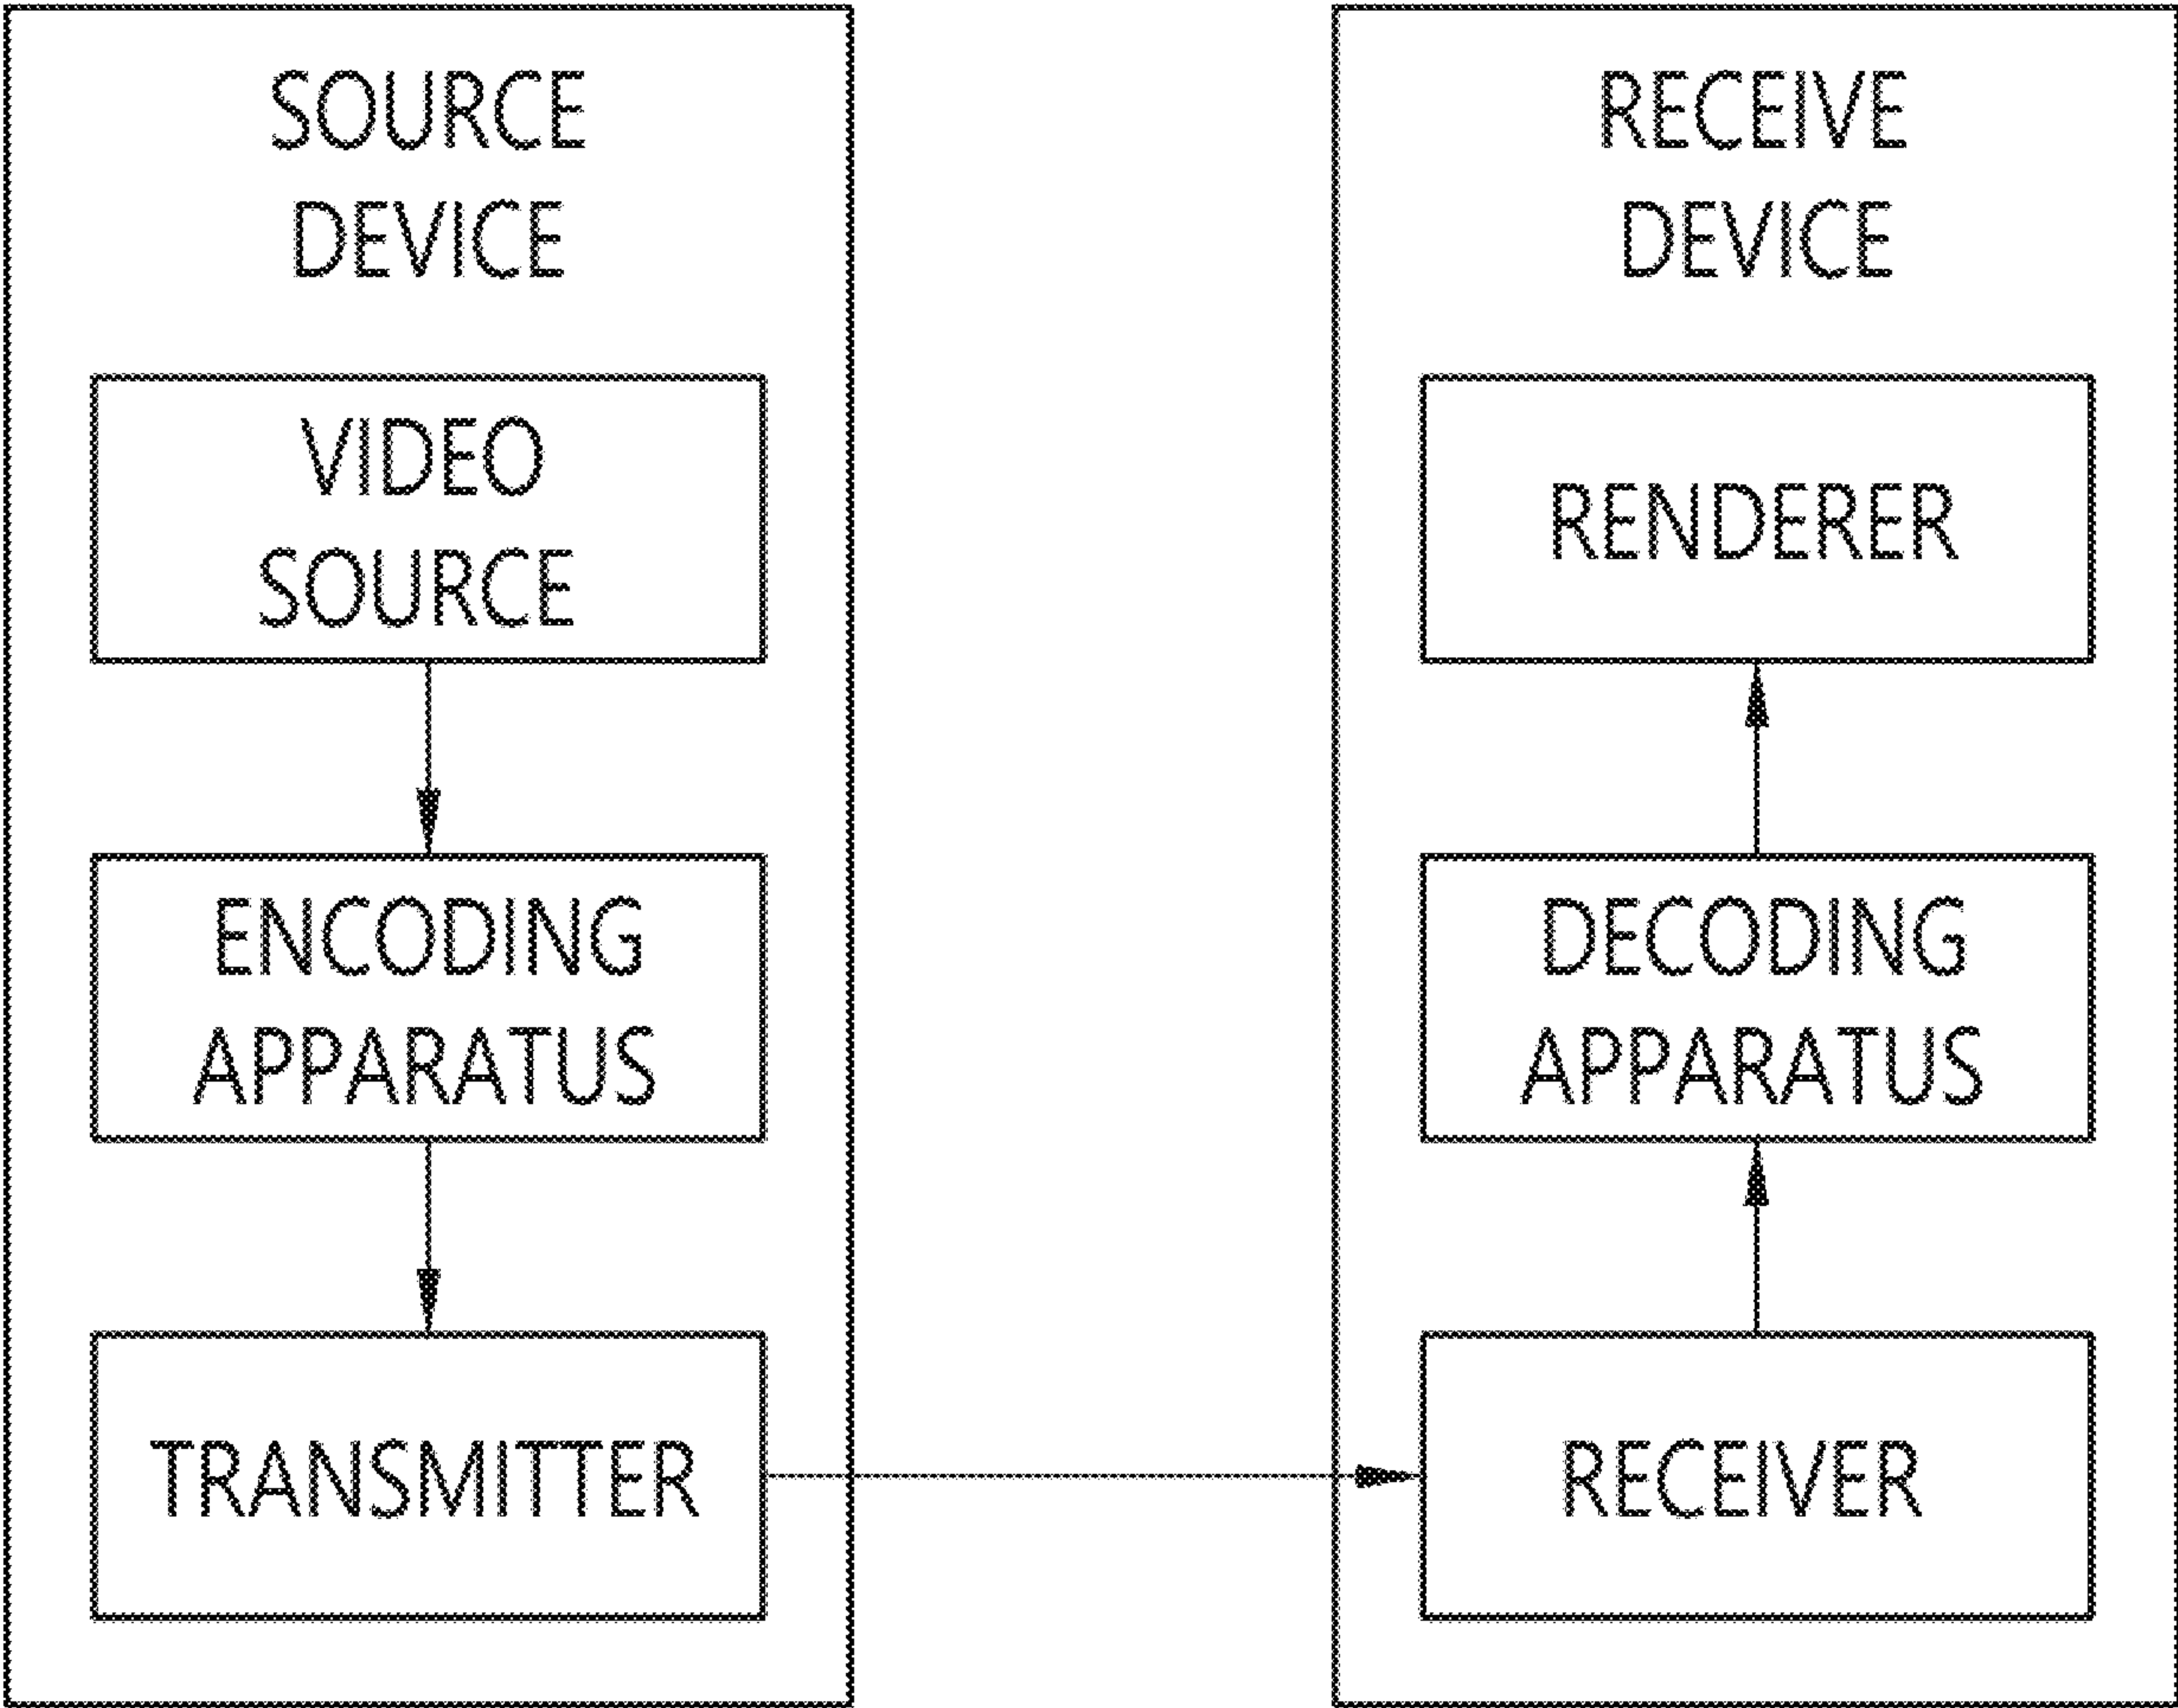 SOURCE
DEVICE
VIDEO
SOURCE
ENCODING
APPARATUS
TRANSMITTER
RECEIVE
DEVICE
RENDERER
DECODING
APPARATUS
RECEIVER